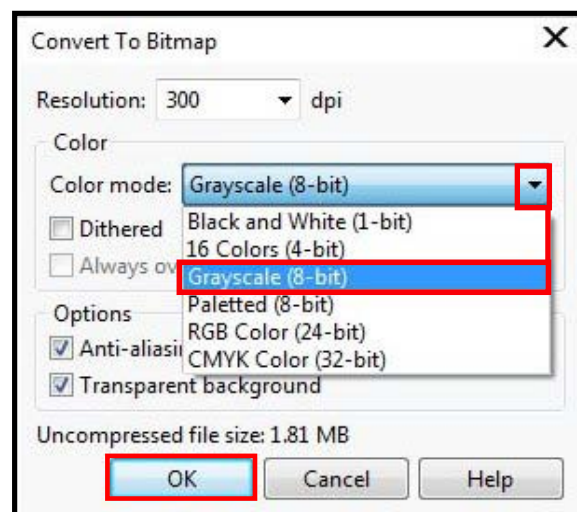 Convert To Bitmap
Resolution: 300 dpi
Color
Color mode: Grayscale (8-bit)
Dithered
Black and White (1-bit)
16 Colors (4-bit)
Always ov
Grayscale (8-bit)
Paletted (8-bit)
RGB Color (24-bit)
CMYK Color (32-bit)
Options
Anti-aliasi
Transparent background
Uncompressed file size: 1.81 MB
OK Cancel Help